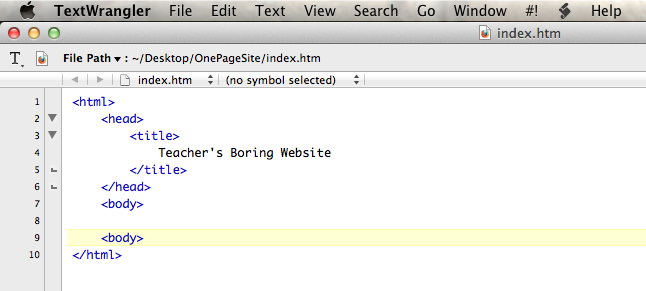 TextWrangler File Edit Text View Search Go Window #! Help
index.htm
File Path ▾ : ~/Desktop/OnePageSite/index.htm
index.htm (no symbol selected)
1 <html>
2 <head>
3 <title>
4 Teacher's Boring Website
5 </title>
6 </head>
7 <body>
8
9 <body>
10 </html>